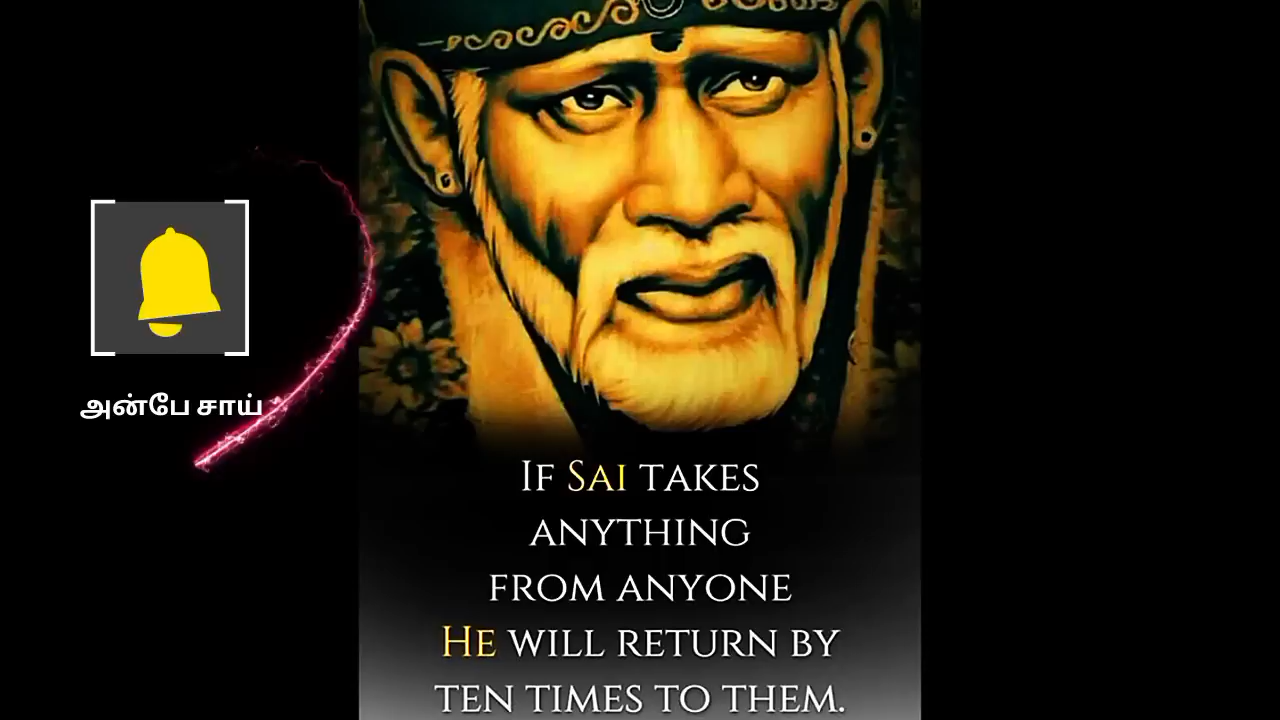 அன்பே சாய்
If Sai takes
anything
from anyone
He will return by
ten times to them.